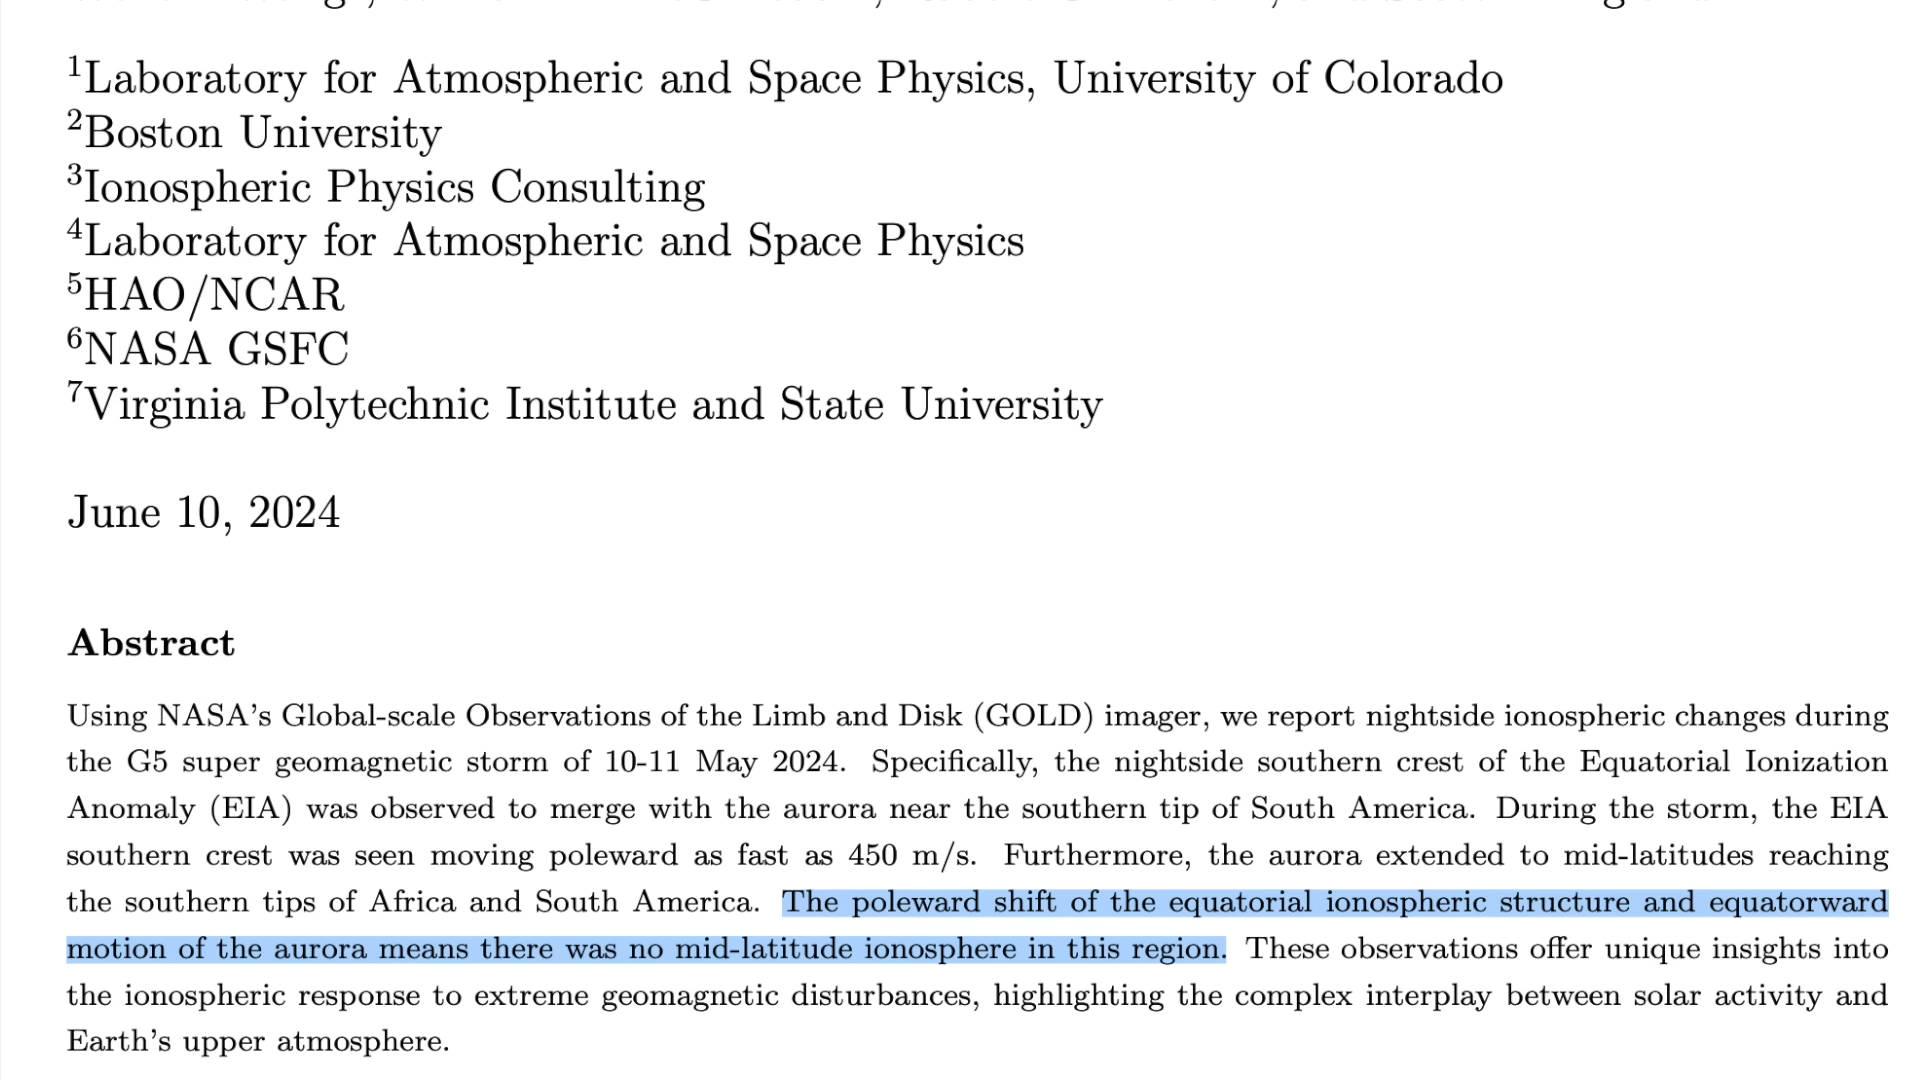 ¹Laboratory for Atmospheric and Space Physics, University of Colorado
²Boston University
³Ionospheric Physics Consulting
⁴Laboratory for Atmospheric and Space Physics
⁵HAO/NCAR
⁶NASA GSFC
⁷Virginia Polytechnic Institute and State University
June 10, 2024
Abstract
Using NASA's Global-scale Observations of the Limb and Disk (GOLD) imager, we report nightside ionospheric changes during
the G5 super geomagnetic storm of 10-11 May 2024. Specifically, the nightside southern crest of the Equatorial Ionization
Anomaly (EIA) was observed to merge with the aurora near the southern tip of South America. During the storm, the EIA
southern crest was seen moving poleward as fast as 450 m/s. Furthermore, the aurora extended to mid-latitudes reaching
the southern tips of Africa and South America. The poleward shift of the equatorial ionospheric structure and equatorward
motion of the aurora means there was no mid-latitude ionosphere in this region. These observations offer unique insights into
the ionospheric response to extreme geomagnetic disturbances, highlighting the complex interplay between solar activity and
Earth's upper atmosphere.